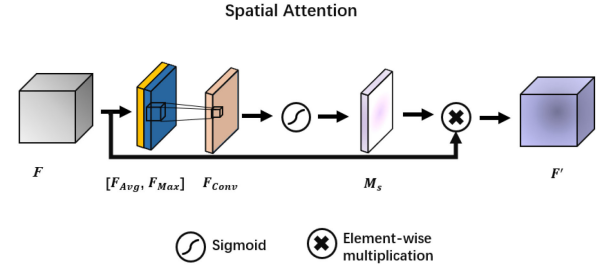 Spatial Attention
F
[F_Avg, F_Max]
F_Conv
M_s
F'
Sigmoid
Element-wise
multiplication